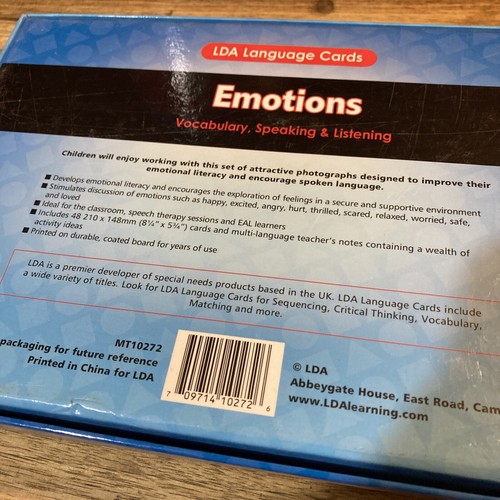 LDA Language Cards
Emotions
Vocabulary, Speaking & Listening
Children will enjoy working with this set of attractive photographs designed to improve their
emotional literacy and encourage spoken language.
■ Develops emotional literacy and encourages the exploration of feelings in a secure and supportive environment
■ Stimulates discussion of emotions such as happy, excited, angry, hurt, thrilled, scared, relaxed, worried, safe,
and loved
■ Ideal for the classroom, speech therapy sessions and EAL learners
■ Includes 48 210 x 148mm (8¼" x 5¾") cards and multi-language teacher's notes containing a wealth of
activity ideas
■ Printed on durable, coated board for years of use
LDA is a premier developer of special needs products based in the UK. LDA Language Cards include
a wide variety of titles. Look for LDA Language Cards for Sequencing, Critical Thinking, Vocabulary,
Matching and more.
MT10272
packaging for future reference
Printed in China for LDA
7 09714 10272 6
© LDA
Abbeygate House, East Road, Cam
www.LDAlearning.com